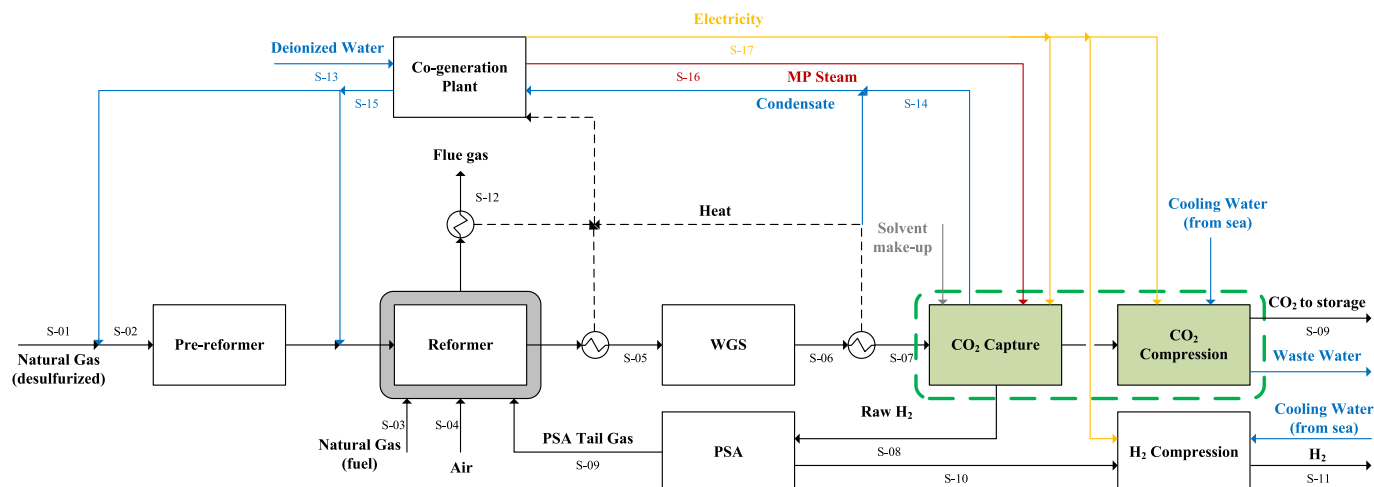 Electricity
S-17
Deionized Water
S-13
Co-generation
Plant
S-16
MP Steam
S-15
Condensate
S-14
Flue gas
S-12
Heat
Solvent
make-up
Cooling Water
(from sea)
S-01
S-02
Natural Gas
(desulfurized)
Pre-reformer
Reformer
S-05
WGS
S-06
S-07
CO2 Capture
CO2
Compression
CO2 to storage
S-09
Waste Water
S-03
S-04
Natural Gas
(fuel)
Air
PSA Tail Gas
S-09
PSA
Raw H2
S-08
S-10
H2 Compression
Cooling Water
(from sea)
H2
S-11